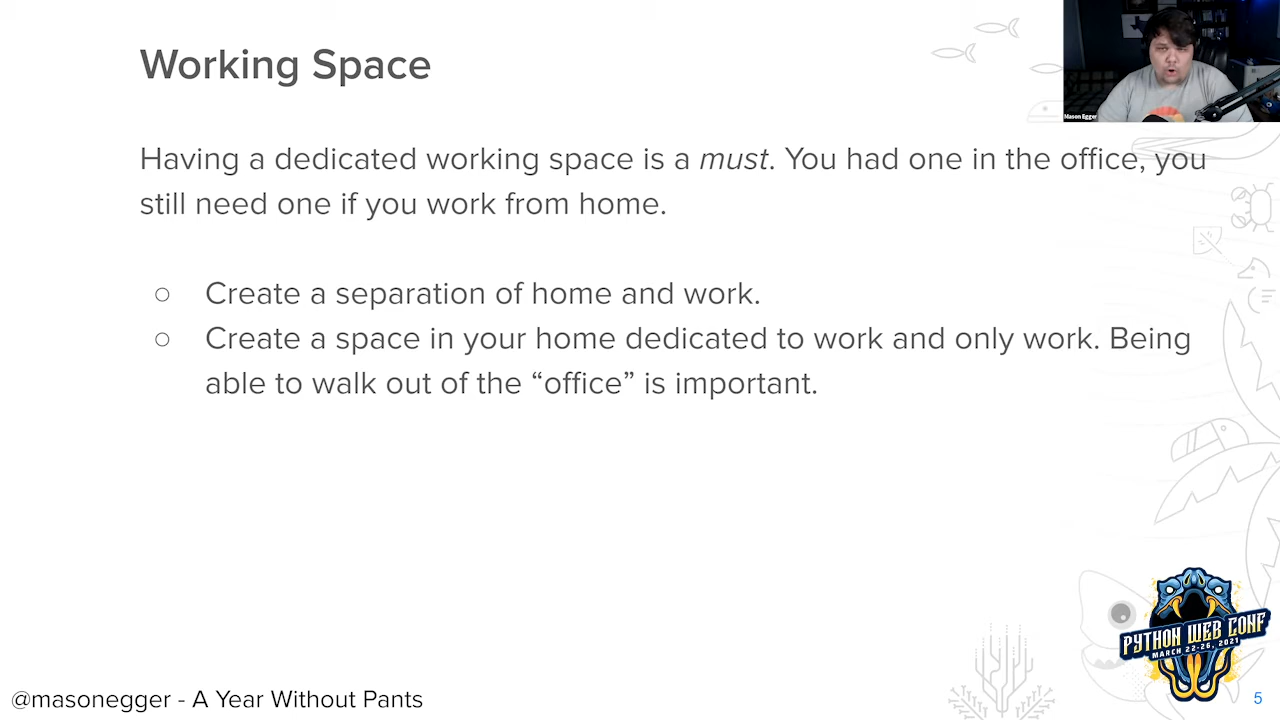 Working Space
Mason Egger
Having a dedicated working space is a must. You had one in the office, you
still need one if you work from home.
○ Create a separation of home and work.
○ Create a space in your home dedicated to work and only work. Being
able to walk out of the “office” is important.
PYTHON WEB CONF
MARCH 22-26, 2021
@masonegger - A Year Without Pants
5